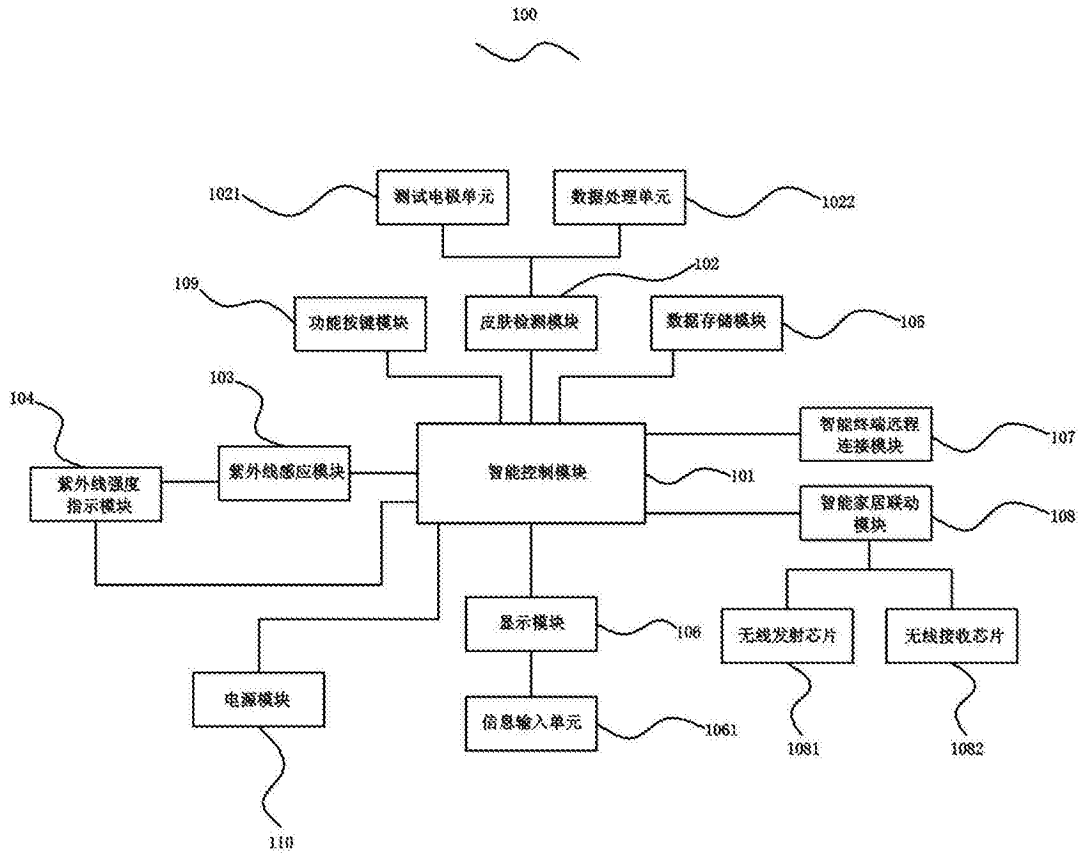 100
测试电极单元
数据处理单元
1021
1022
102
109
功能按键模块
皮肤检测模块
数据存储模块
105
103
104
智能终端远程
连接模块
107
紫外线感应模块
智能控制模块
101
紫外线强度
指示模块
智能家居联动
模块
108
显示模块
106
无线发射芯片
无线接收芯片
电源模块
信息输入单元
1061
1081
1082
110